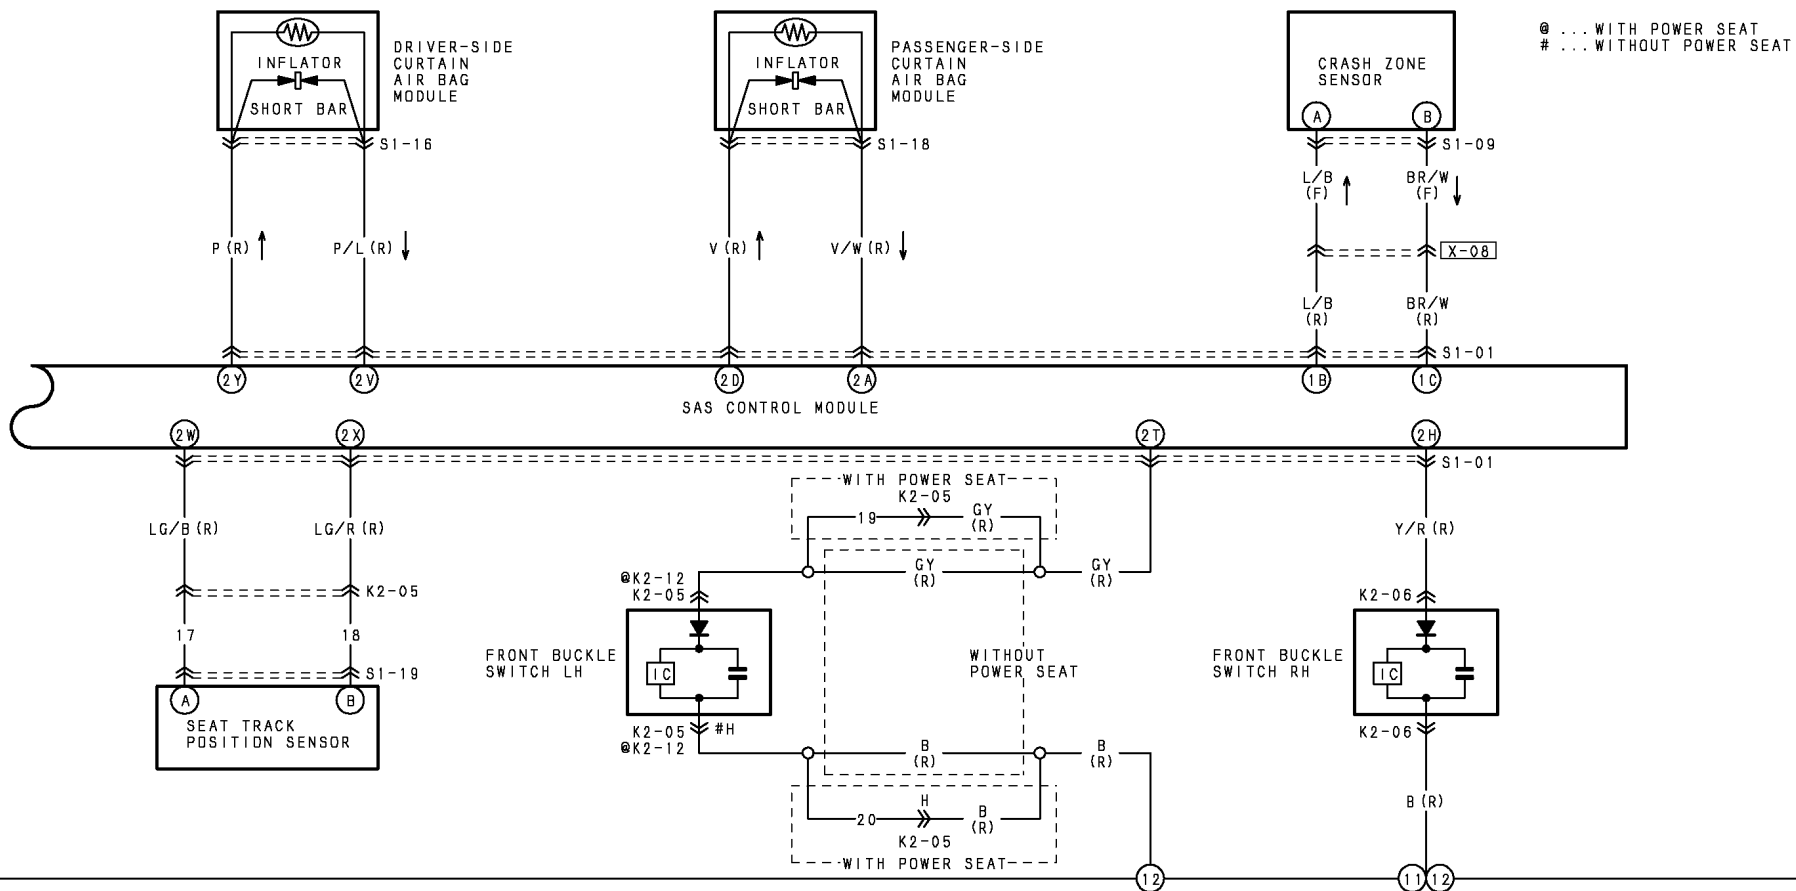 @ ... WITH POWER SEAT
# ... WITHOUT POWER SEAT
INFLATOR
SHORT BAR
DRIVER-SIDE
CURTAIN
AIR BAG
MODULE
INFLATOR
SHORT BAR
PASSENGER-SIDE
CURTAIN
AIR BAG
MODULE
CRASH ZONE
SENSOR
A
B
S1-16
S1-18
S1-09
L/B
(F)
BR/W
(F)
P (R)
P/L (R)
V (R)
V/W (R)
X-08
L/B
(R)
BR/W
(R)
S1-01
2Y
2V
2D
2A
1B
1C
SAS CONTROL MODULE
2W
2X
2T
2H
S1-01
LG/B (R)
LG/R (R)
WITH POWER SEAT
K2-05
19
GY
(R)
Y/R (R)
GY
(R)
GY
(R)
K2-05
@K2-12
K2-05
K2-06
17
18
S1-19
A
B
SEAT TRACK
POSITION SENSOR
FRONT BUCKLE
SWITCH LH
IC
WITHOUT
POWER SEAT
FRONT BUCKLE
SWITCH RH
IC
K2-05
@K2-12
#H
K2-06
B
(R)
B
(R)
B (R)
20
H
B
(R)
K2-05
WITH POWER SEAT
12
11
12